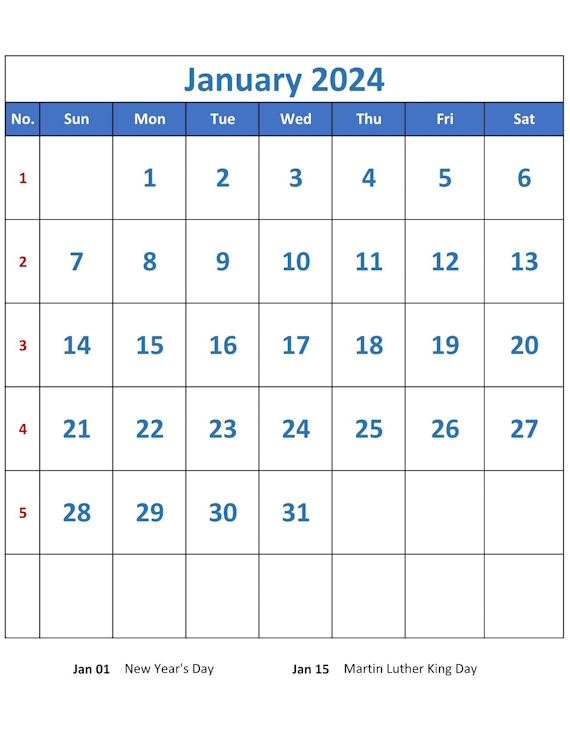 January 2024
No. Sun Mon Tue Wed Thu Fri Sat
1 1 2 3 4 5 6
2 7 8 9 10 11 12 13
3 14 15 16 17 18 19 20
4 21 22 23 24 25 26 27
5 28 29 30 31
Jan 01 New Year's Day Jan 15 Martin Luther King Day